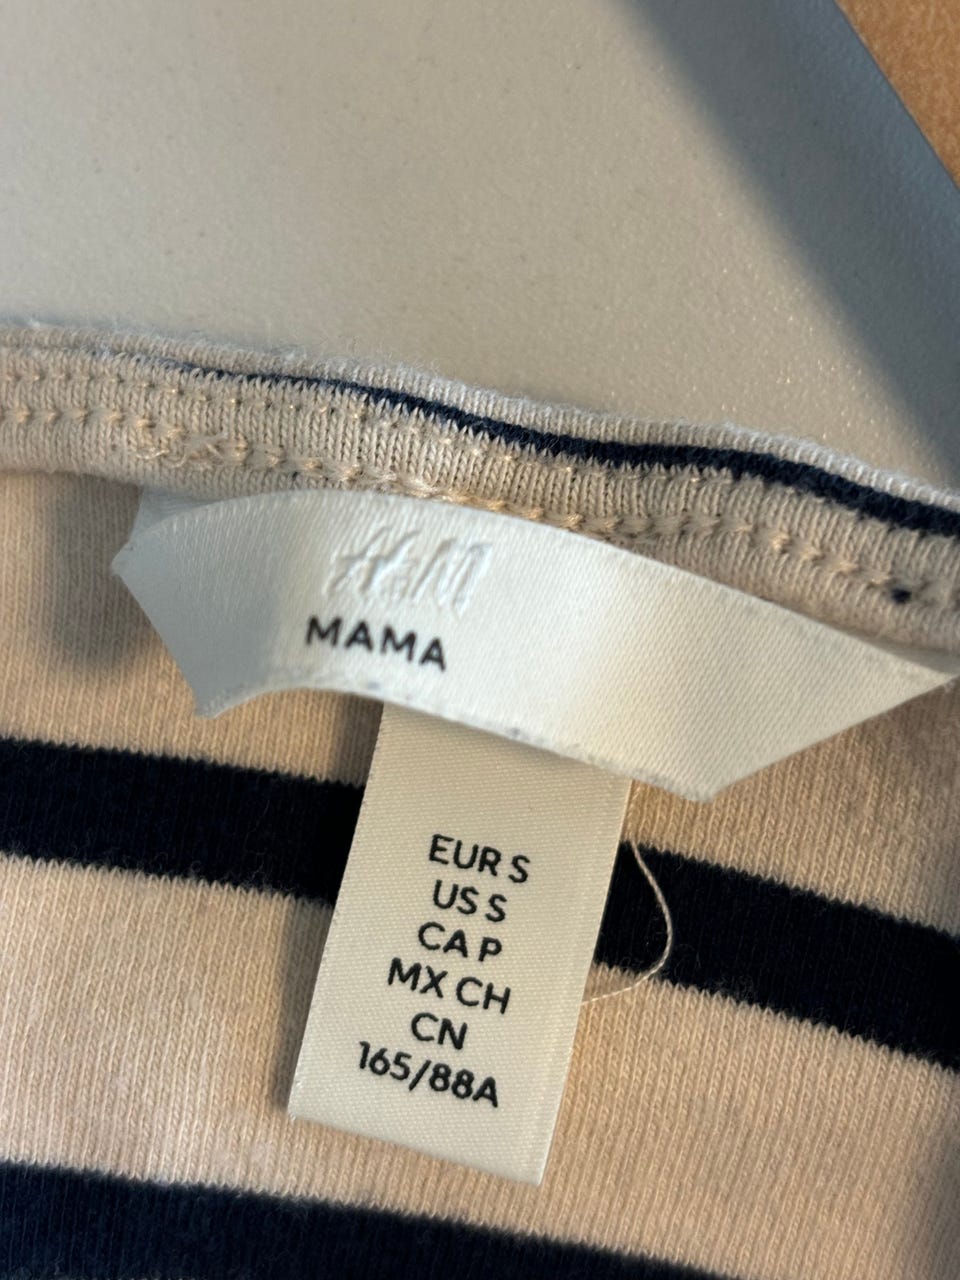 H&M
MAMA
EUR S
US S
CA P
MX CH
CN
165/88A